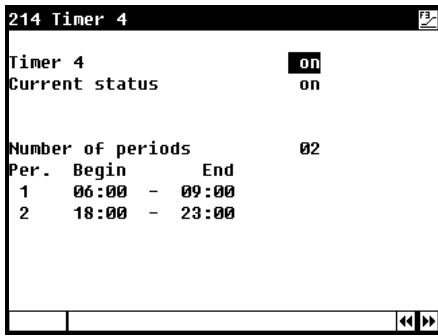 214 Timer 4 F3
Timer 4 on
Current status on
Number of periods 02
Per. Begin End
1 06:00 - 09:00
2 18:00 - 23:00